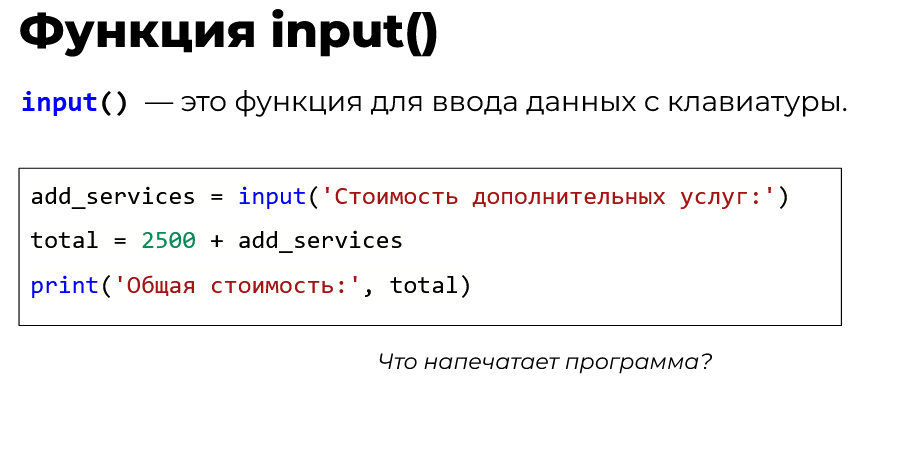 Функция input()
input() — это функция для ввода данных с клавиатуры.
add_services = input('Стоимость дополнительных услуг:')
total = 2500 + add_services
print('Общая стоимость:', total)
Что напечатает программа?